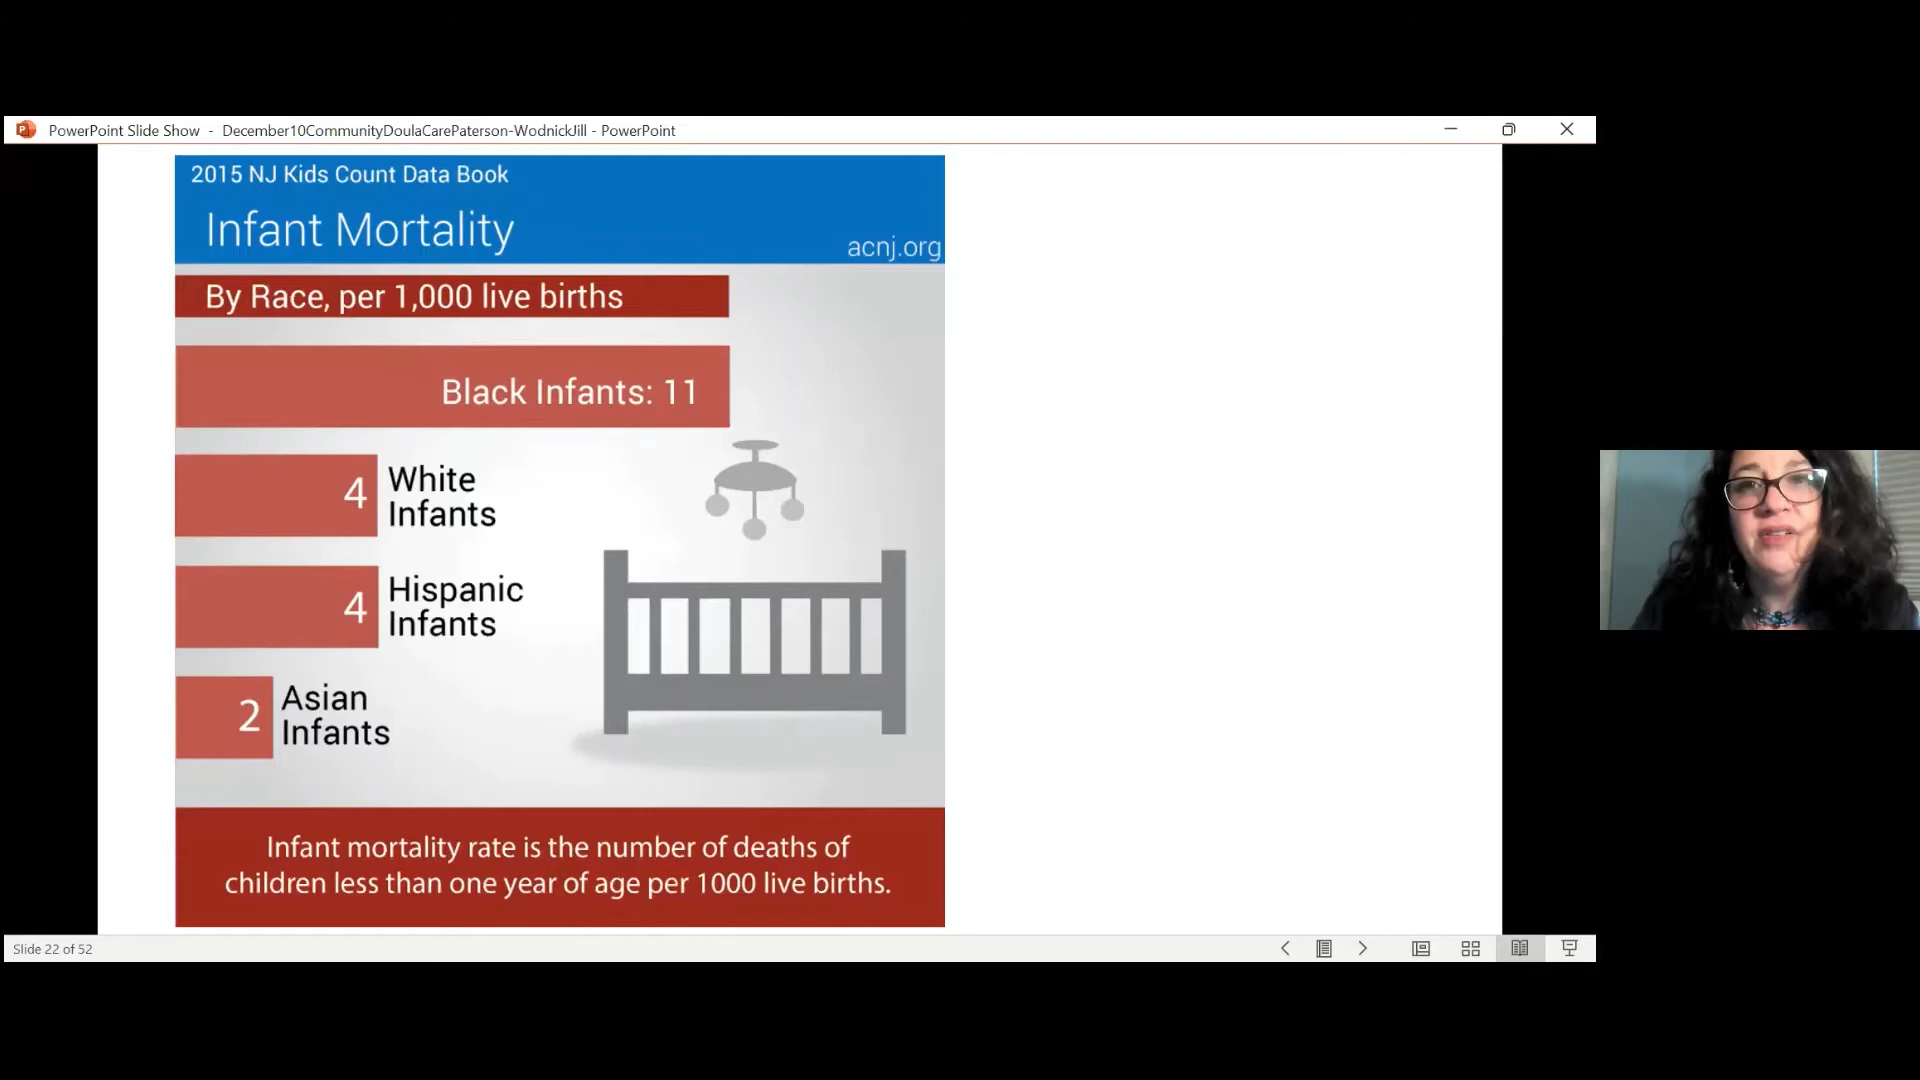 PowerPoint Slide Show - December10CommunityDoulaCarePaterson-WodnickJill - PowerPoint
2015 NJ Kids Count Data Book
Infant Mortality
acnj.org
By Race, per 1,000 live births
Black Infants: 11
4 White
Infants
4 Hispanic
Infants
2 Asian
Infants
Infant mortality rate is the number of deaths of
children less than one year of age per 1000 live births.
Slide 22 of 52